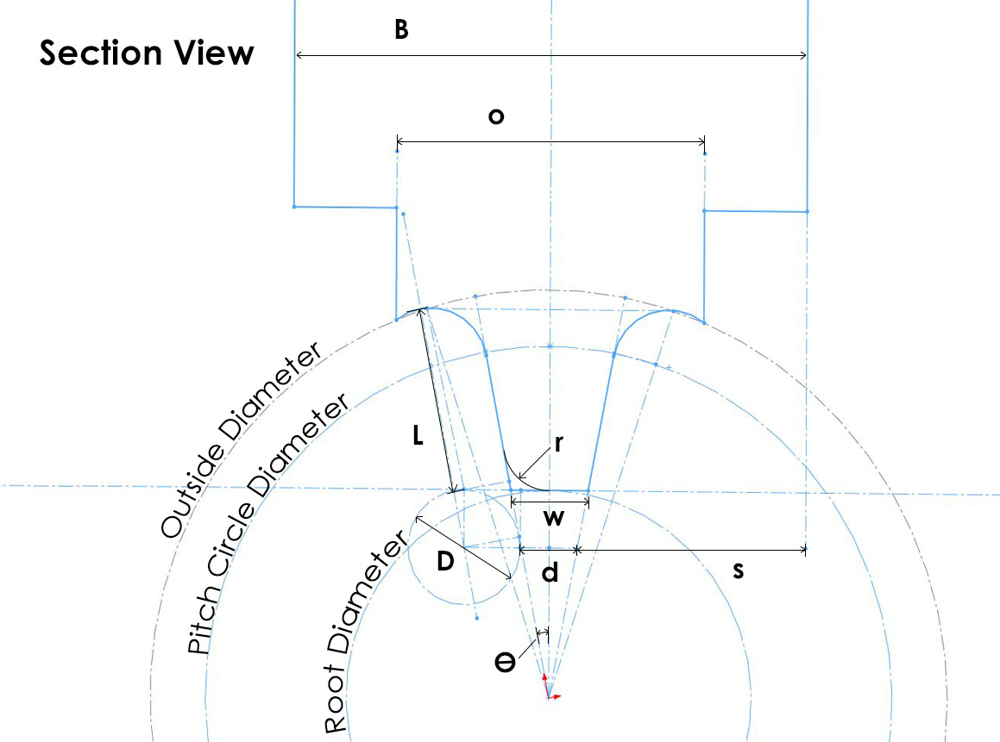 Section View
B
o
Outside Diameter
Pitch Circle Diameter
Root Diameter
L
r
w
D
d
s
Θ